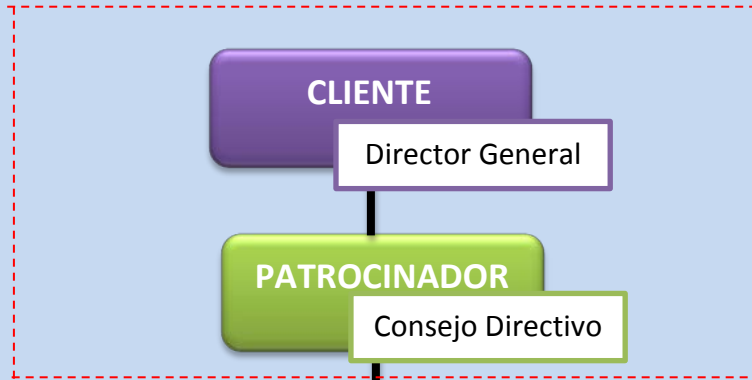 CLIENTE
Director General
PATROCINADOR
Consejo Directivo